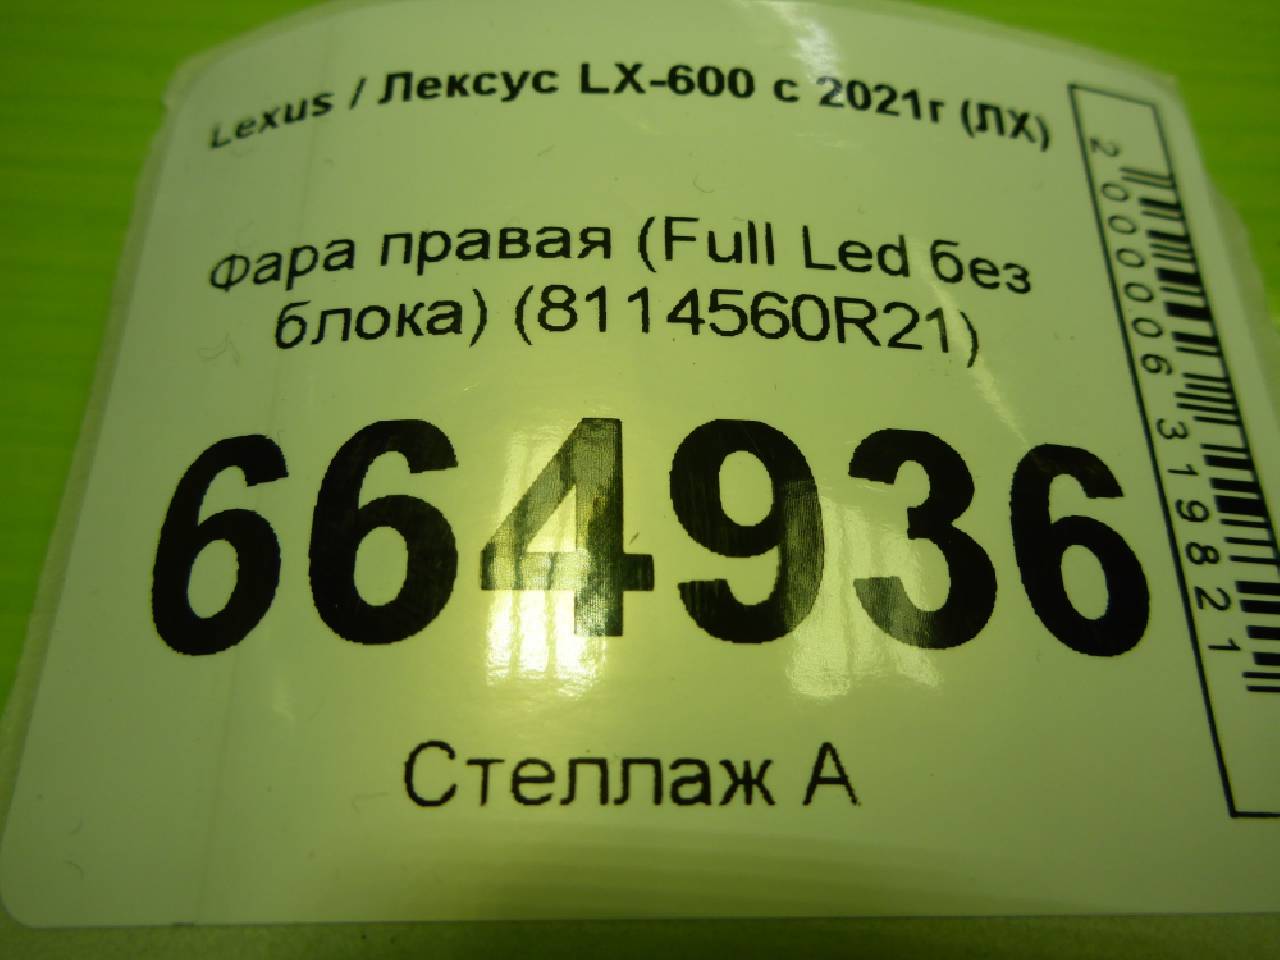 Lexus / Лексус LX-600 с 2021г (ЛХ)
Фара правая (Full Led без
блока) (8114560R21)
664936
Стеллаж А
2000006319821